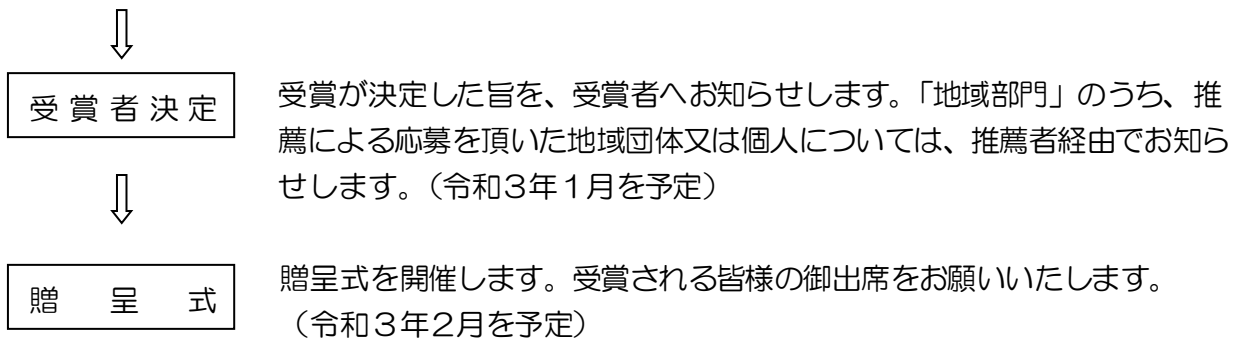 ⇩
受賞者決定
受賞が決定した旨を、受賞者へお知らせします。「地域部門」のうち、推
薦による応募を頂いた地域団体又は個人については、推薦者経由でお知ら
せします。（令和３年１月を予定）
⇩
贈呈式
贈呈式を開催します。受賞される皆様の御出席をお願いいたします。
（令和３年２月を予定）